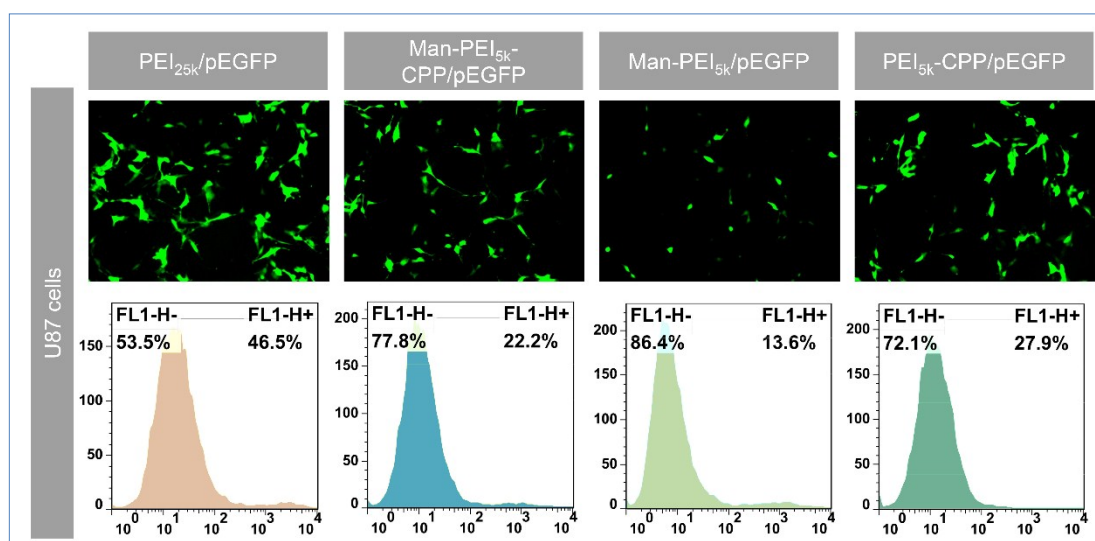 PEI25k/pEGFP
Man-PEI5k-
CPP/pEGFP
Man-PEI5k/pEGFP
PEI5k-CPP/pEGFP
U87 cells
FL1-H- FL1-H+
53.5% 46.5%
150
100
50
0
0 10^1 10^2 10^3 10^4
FL1-H- FL1-H+
77.8% 22.2%
200
150
100
50
0
0 10^1 10^2 10^3 10^4
FL1-H- FL1-H+
86.4% 13.6%
200
150
100
50
0
0 10^1 10^2 10^3 10^4
FL1-H- FL1-H+
72.1% 27.9%
200
150
100
50
0
0 10^1 10^2 10^3 10^4